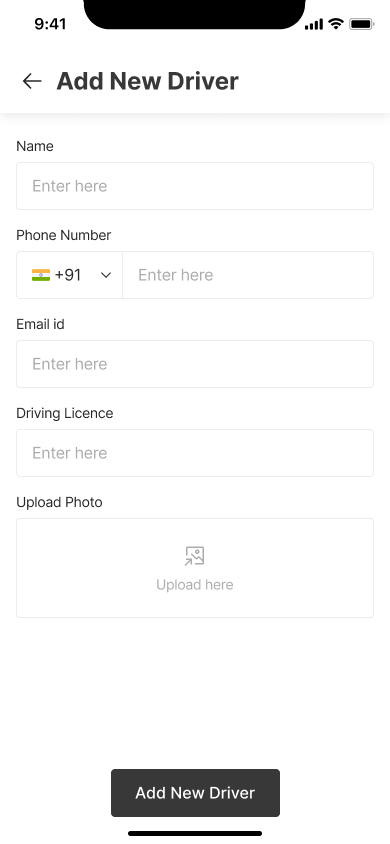 9:41
Add New Driver
Name
Enter here
Phone Number
+91 Enter here
Email id
Enter here
Driving Licence
Enter here
Upload Photo
Upload here
Add New Driver